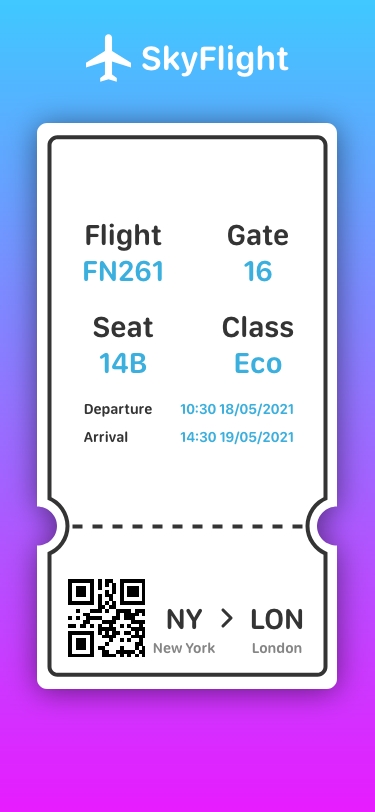 SkyFlight
Flight Gate
FN261 16
Seat Class
14B Eco
Departure 10:30 18/05/2021
Arrival 14:30 19/05/2021
NY > LON
New York London